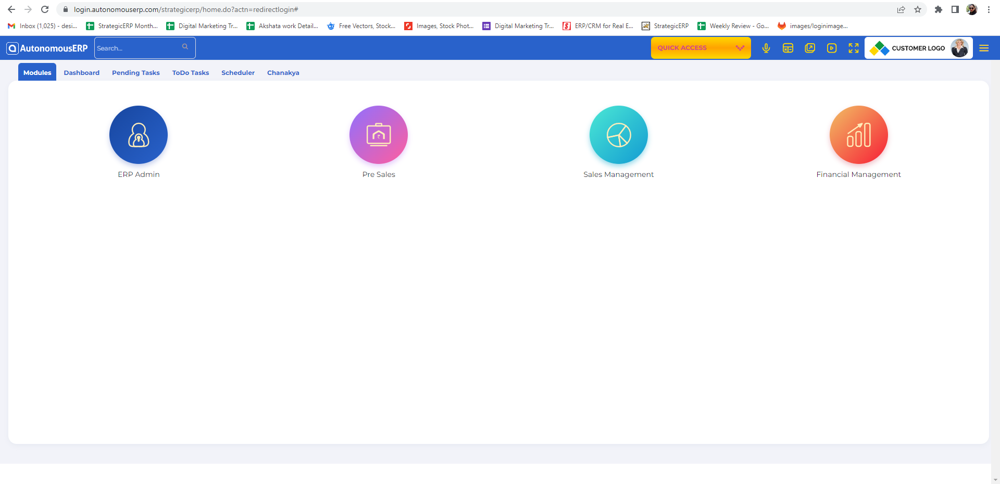 login.autonomouserp.com/strategicerp/home.do?actn=redirectlogin#
Inbox (1,025) - desi...
StrategicERP Month...
Digital Marketing Tr...
Akshata work Detail...
Free Vectors, Stock...
Images, Stock Phot...
Digital Marketing Tr...
ERP/CRM for Real E...
StrategicERP
Weekly Review - Go...
images/loginimage...
AutonomousERP
Search...
QUICK ACCESS
CUSTOMER LOGO
Modules
Dashboard
Pending Tasks
ToDo Tasks
Scheduler
Chanakya
ERP Admin
Pre Sales
Sales Management
Financial Management